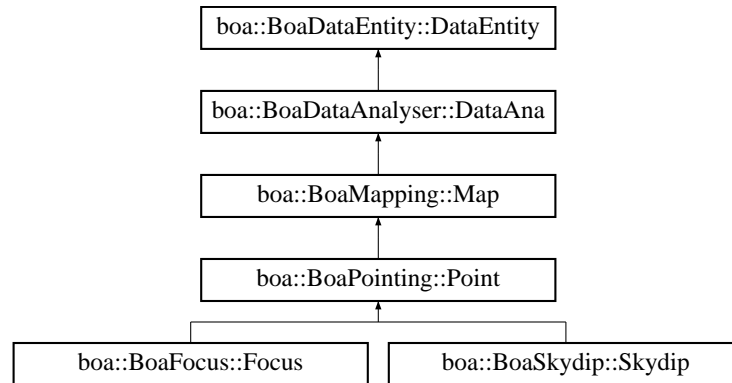 boa::BoaDataEntity::DataEntity
boa::BoaDataAnalyser::DataAna
boa::BoaMapping::Map
boa::BoaPointing::Point
boa::BoaFocus::Focus
boa::BoaSkydip::Skydip